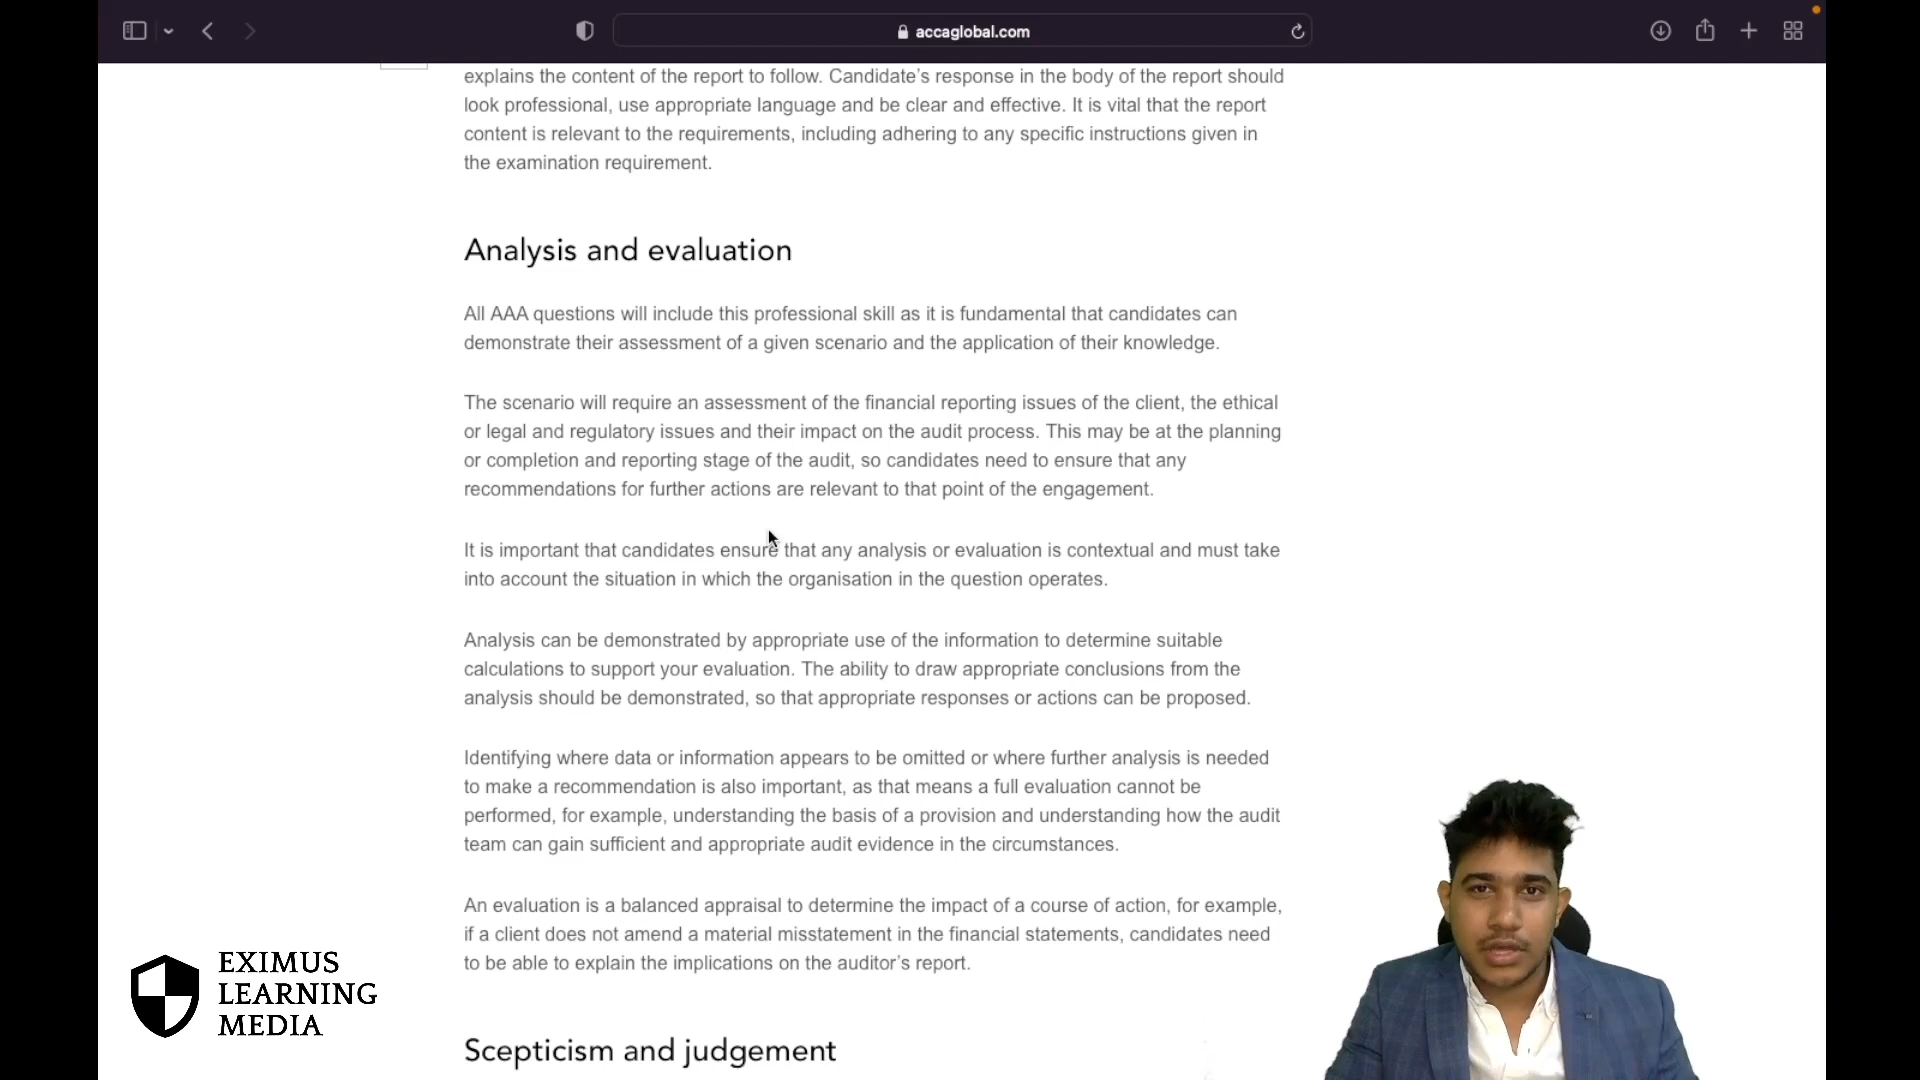 accaglobal.com
explains the content of the report to follow. Candidate’s response in the body of the report should
look professional, use appropriate language and be clear and effective. It is vital that the report
content is relevant to the requirements, including adhering to any specific instructions given in
the examination requirement.
Analysis and evaluation
All AAA questions will include this professional skill as it is fundamental that candidates can
demonstrate their assessment of a given scenario and the application of their knowledge.
The scenario will require an assessment of the financial reporting issues of the client, the ethical
or legal and regulatory issues and their impact on the audit process. This may be at the planning
or completion and reporting stage of the audit, so candidates need to ensure that any
recommendations for further actions are relevant to that point of the engagement.
It is important that candidates ensure that any analysis or evaluation is contextual and must take
into account the situation in which the organisation in the question operates.
Analysis can be demonstrated by appropriate use of the information to determine suitable
calculations to support your evaluation. The ability to draw appropriate conclusions from the
analysis should be demonstrated, so that appropriate responses or actions can be proposed.
Identifying where data or information appears to be omitted or where further analysis is needed
to make a recommendation is also important, as that means a full evaluation cannot be
performed, for example, understanding the basis of a provision and understanding how the audit
team can gain sufficient and appropriate audit evidence in the circumstances.
An evaluation is a balanced appraisal to determine the impact of a course of action, for example,
if a client does not amend a material misstatement in the financial statements, candidates need
to be able to explain the implications on the auditor’s report.
Scepticism and judgement
EXIMUS
LEARNING
MEDIA